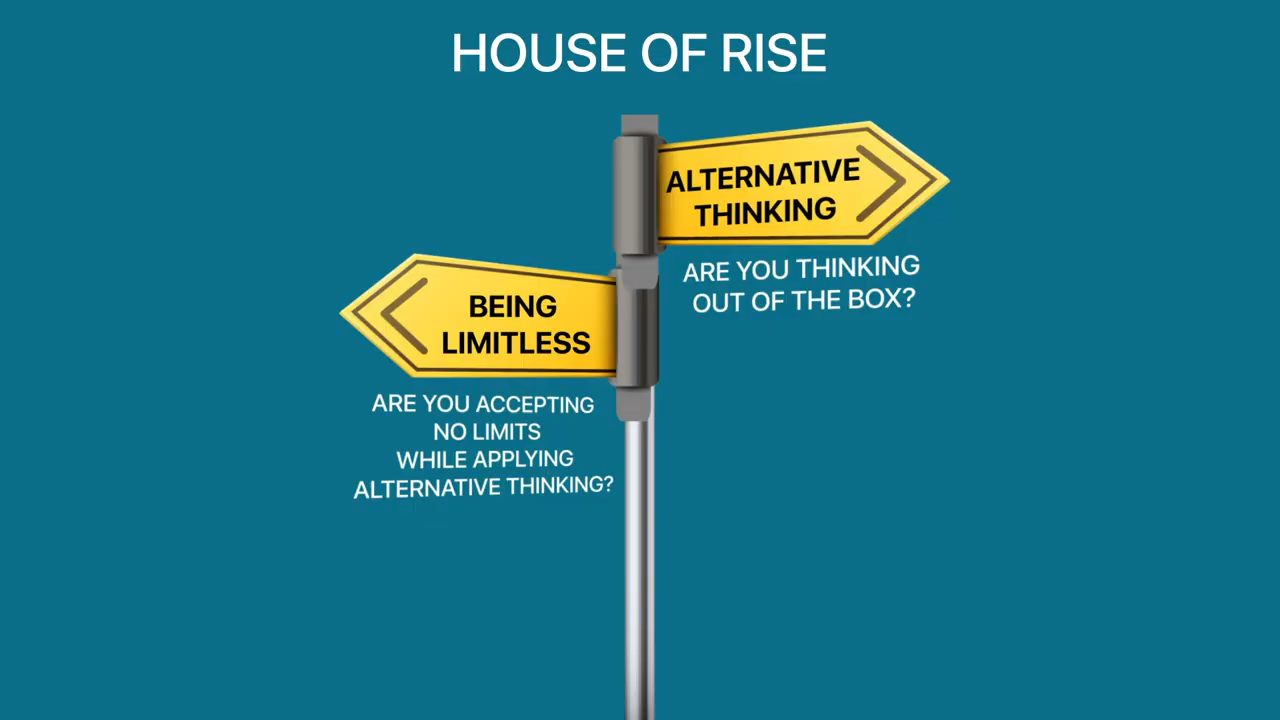 HOUSE OF RISE
ALTERNATIVE
THINKING
ARE YOU THINKING
OUT OF THE BOX?
BEING
LIMITLESS
ARE YOU ACCEPTING
NO LIMITS
WHILE APPLYING
ALTERNATIVE THINKING?